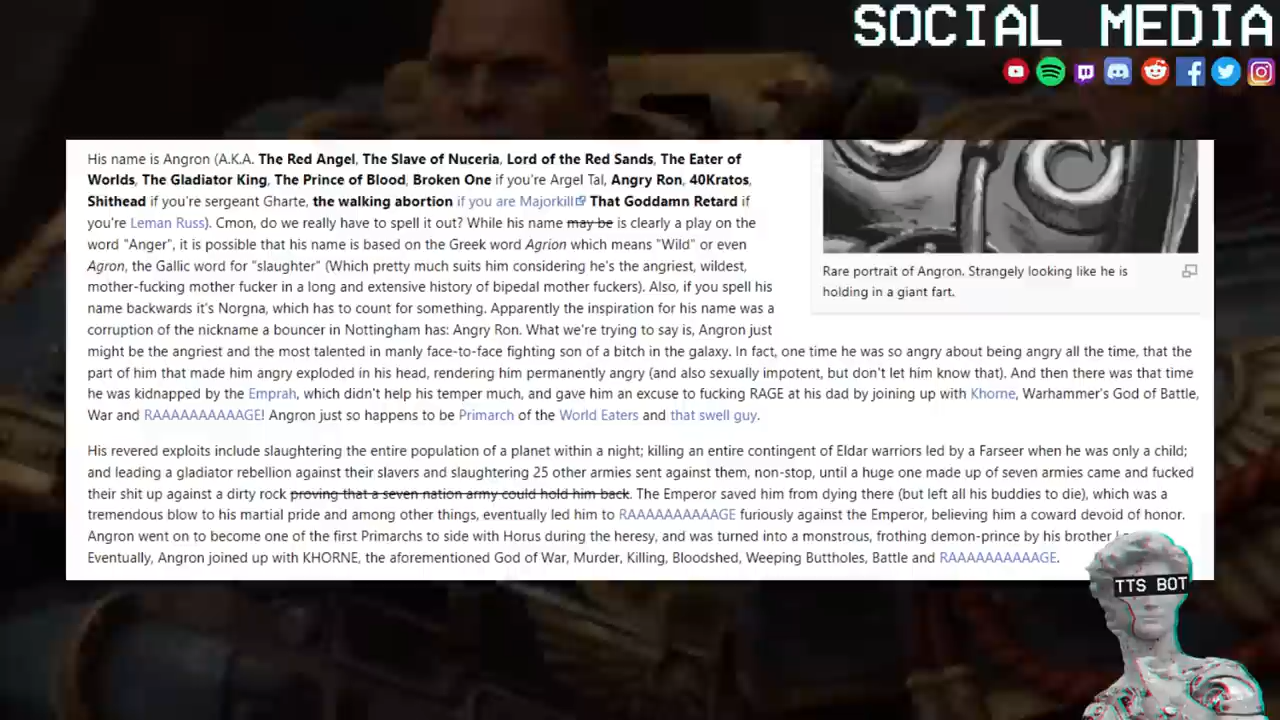 SOCIAL MEDIA
His name is Angron (A.K.A. The Red Angel, The Slave of Nuceria, Lord of the Red Sands, The Eater of
Worlds, The Gladiator King, The Prince of Blood, Broken One if you're Argel Tal, Angry Ron, 40Kratos,
Shithead if you're sergeant Gharte, the walking abortion if you are Majorkill That Goddamn Retard if
you're Leman Russ). Cmon, do we really have to spell it out? While his name may be is clearly a play on the
word "Anger", it is possible that his name is based on the Greek word Agrion which means "Wild" or even
Agron, the Gallic word for "slaughter" (Which pretty much suits him considering he's the angriest, wildest,
mother-fucking mother fucker in a long and extensive history of bipedal mother fuckers). Also, if you spell his
name backwards it's Norgna, which has to count for something. Apparently the inspiration for his name was a
corruption of the nickname a bouncer in Nottingham has: Angry Ron. What we're trying to say is, Angron just
might be the angriest and the most talented in manly face-to-face fighting son of a bitch in the galaxy. In fact, one time he was so angry about being angry all the time, that the
part of him that made him angry exploded in his head, rendering him permanently angry (and also sexually impotent, but don't let him know that). And then there was that time
he was kidnapped by the Emprah, which didn't help his temper much, and gave him an excuse to fucking RAGE at his dad by joining up with Khorne, Warhammer's God of Battle,
War and RAAAAAAAAAAGE! Angron just so happens to be Primarch of the World Eaters and that swell guy.
Rare portrait of Angron. Strangely looking like he is
holding in a giant fart.
His revered exploits include slaughtering the entire population of a planet within a night; killing an entire contingent of Eldar warriors led by a Farseer when he was only a child;
and leading a gladiator rebellion against their slavers and slaughtering 25 other armies sent against them, non-stop, until a huge one made up of seven armies came and fucked
their shit up against a dirty rock proving that a seven nation army could hold him back. The Emperor saved him from dying there (but left all his buddies to die), which was a
tremendous blow to his martial pride and among other things, eventually led him to RAAAAAAAAAAGE furiously against the Emperor, believing him a coward devoid of honor.
Angron went on to become one of the first Primarchs to side with Horus during the heresy, and was turned into a monstrous, frothing demon-prince by his brother
Eventually, Angron joined up with KHORNE, the aforementioned God of War, Murder, Killing, Bloodshed, Weeping Buttholes, Battle and RAAAAAAAAAAGE.
TTS BOT